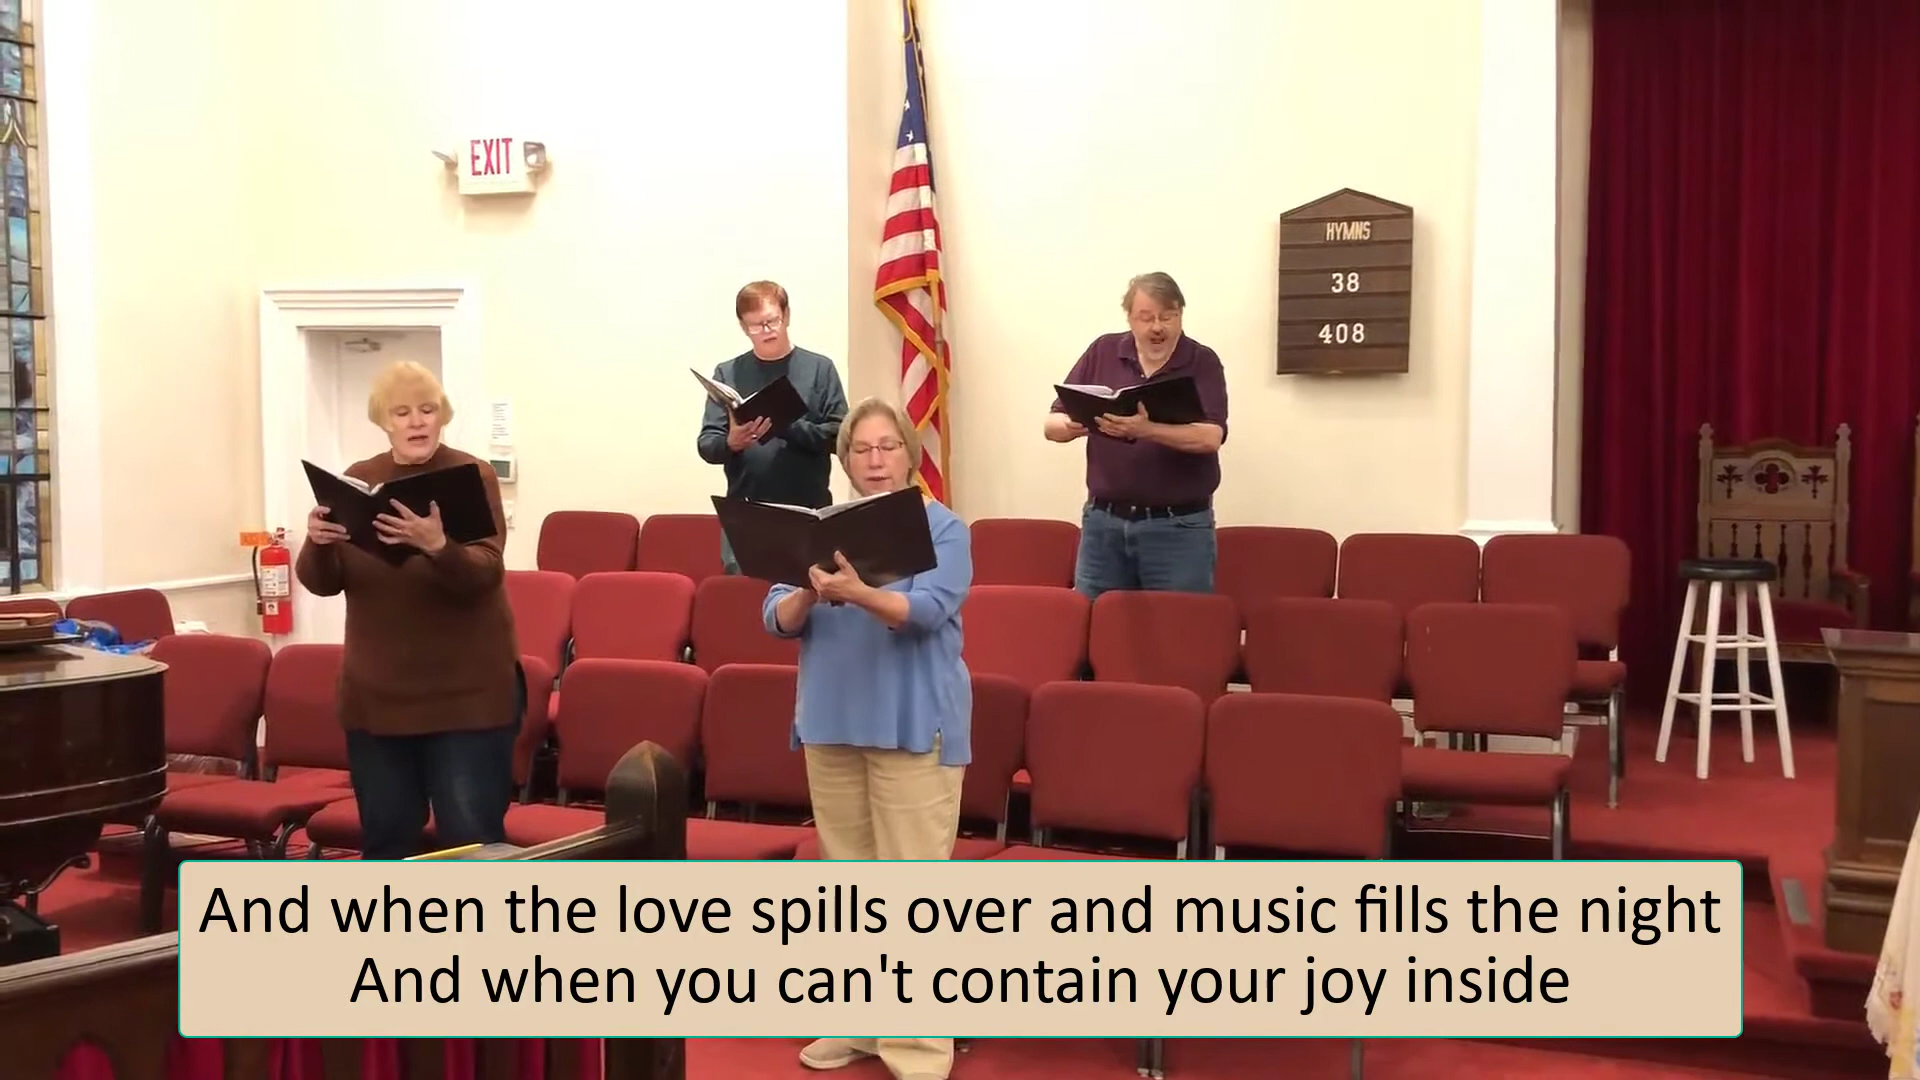 EXIT
HYMNS
38
408
And when the love spills over and music fills the night
And when you can't contain your joy inside